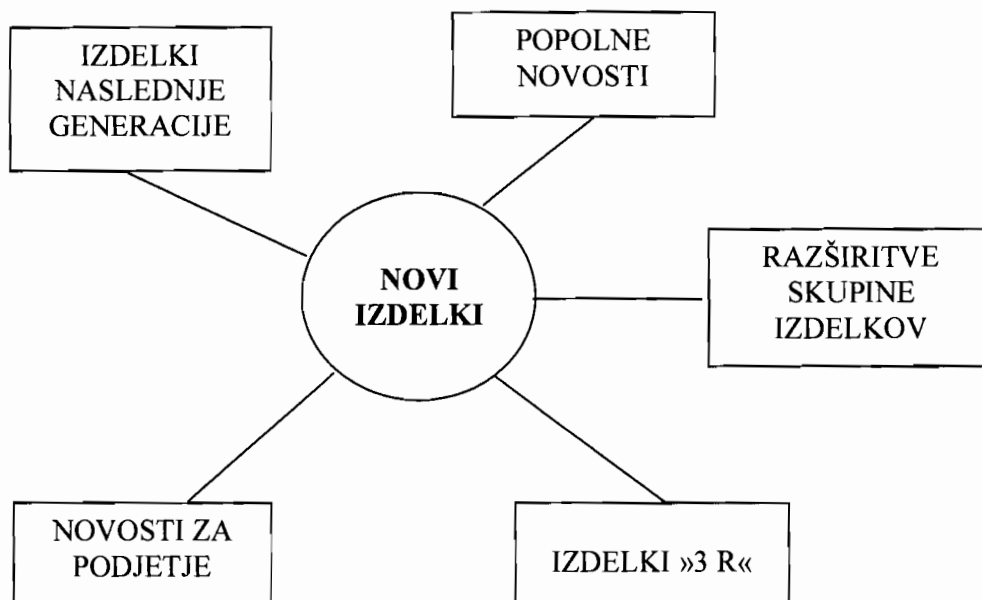 IZDELKI
NASLEDNJE
GENERACIJE
POPOLNE
NOVOSTI
NOVI
IZDELKI
RAZŠIRITVE
SKUPINE
IZDELKOV
NOVOSTI ZA
PODJETJE
IZDELKI »3 R«